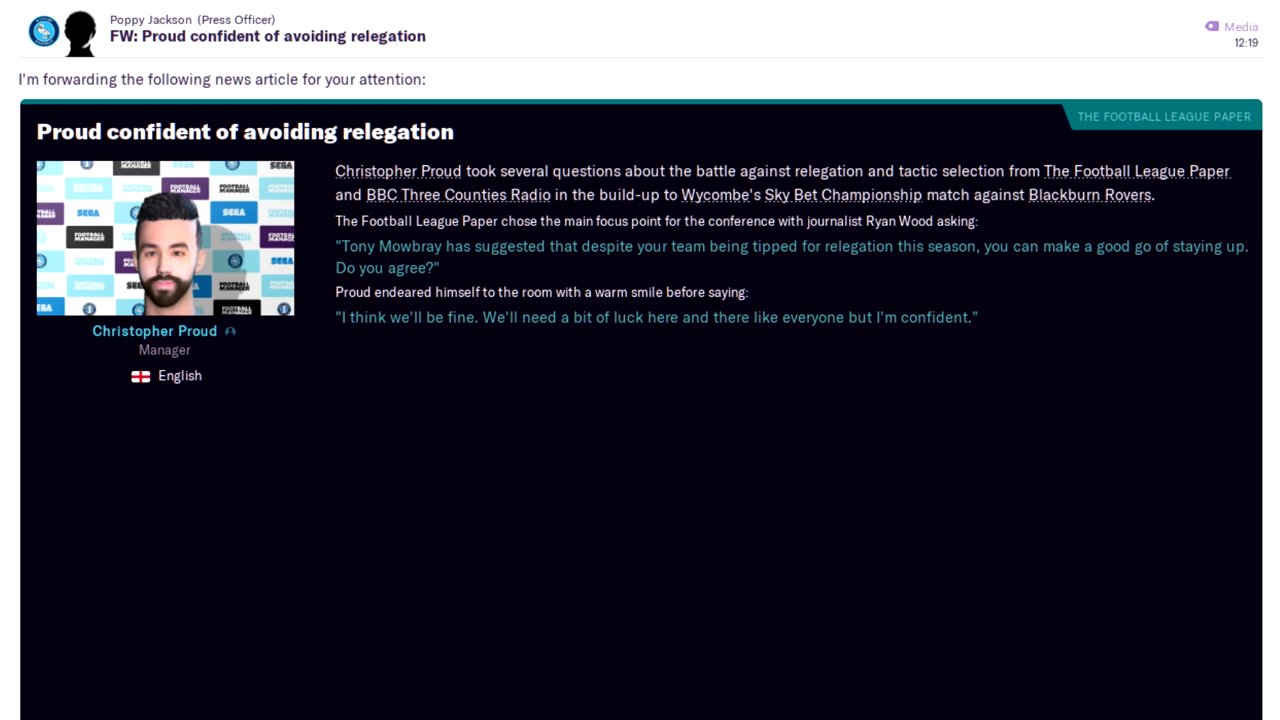 Poppy Jackson (Press Officer)
FW: Proud confident of avoiding relegation
Media
12:19
I'm forwarding the following news article for your attention:
THE FOOTBALL LEAGUE PAPER
Proud confident of avoiding relegation
Christopher Proud took several questions about the battle against relegation and tactic selection from The Football League Paper
and BBC Three Counties Radio in the build-up to Wycombe's Sky Bet Championship match against Blackburn Rovers.
The Football League Paper chose the main focus point for the conference with journalist Ryan Wood asking:
"Tony Mowbray has suggested that despite your team being tipped for relegation this season, you can make a good go of staying up.
Do you agree?"
Proud endeared himself to the room with a warm smile before saying:
"I think we'll be fine. We'll need a bit of luck here and there like everyone but I'm confident."
SEGA
FOOTBALL MANAGER
Christopher Proud
Manager
English